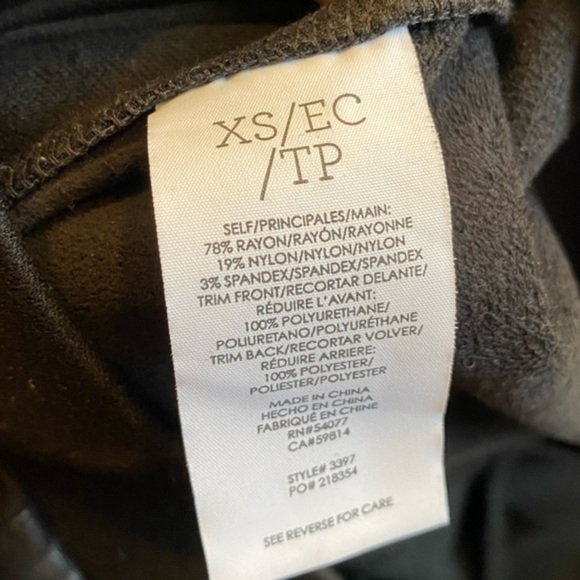 XS/EC
/TP
SELF/PRINCIPALES/MAIN:
78% RAYON/RAYÓN/RAYONNE
19% NYLON/NYLON/NYLON
3% SPANDEX/SPANDEX/SPANDEX
TRIM FRONT/RECORTAR DELANTE/
RÉDUIRE L'AVANT:
100% POLYURETHANE/
POLIURETANO/POLYURÉTHANE
TRIM BACK/RECORTAR VOLVER/
RÉDUIRE ARRIERE:
100% POLYESTER/
POLIESTER/POLYESTER
MADE IN CHINA
HECHO EN CHINA
FABRIQUÉ EN CHINE
RN#54077
CA#59814
STYLE# 3397
PO# 218354
SEE REVERSE FOR CARE